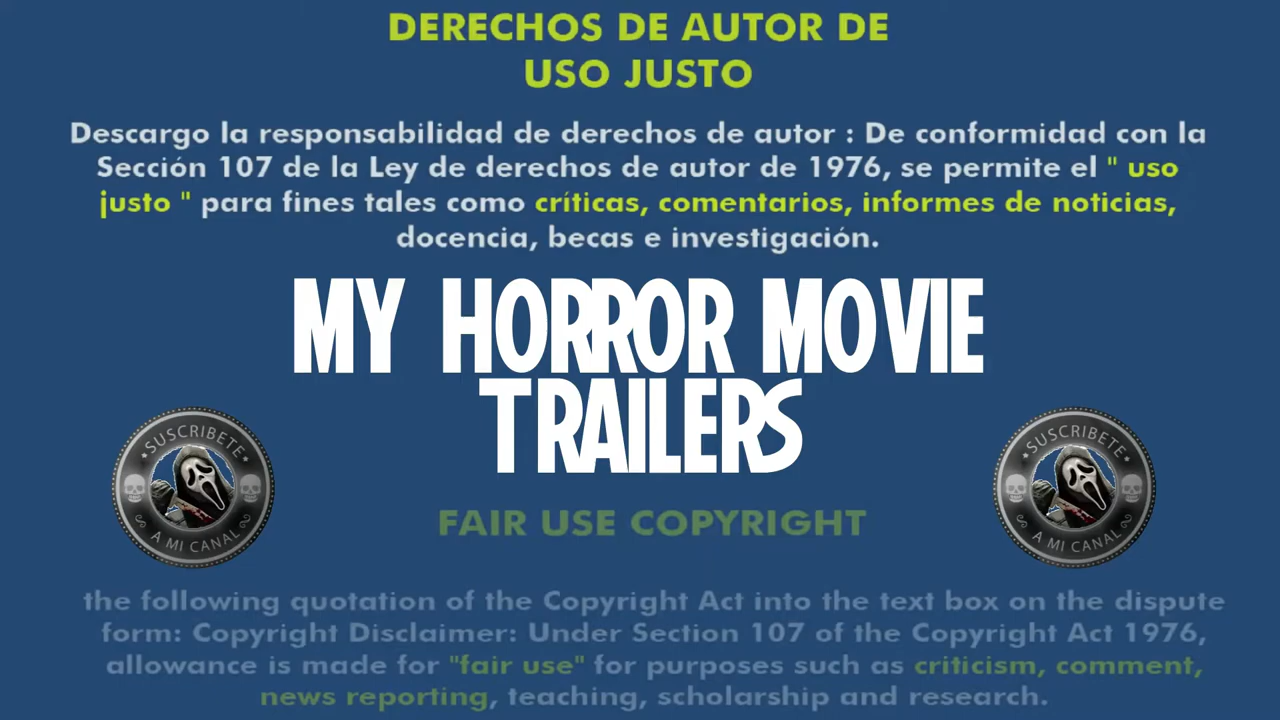 DERECHOS DE AUTOR DE
USO JUSTO
Descargo la responsabilidad de derechos de autor : De conformidad con la
Sección 107 de la Ley de derechos de autor de 1976, se permite el " uso
justo " para fines tales como críticas, comentarios, informes de noticias,
docencia, becas e investigación.
MY HORROR MOVIE
TRAILERS
SUSCRIBETE
A MI CANAL
SUSCRIBETE
A MI CANAL
FAIR USE COPYRIGHT
the following quotation of the Copyright Act into the text box on the dispute
form: Copyright Disclaimer: Under Section 107 of the Copyright Act 1976,
allowance is made for "fair use" for purposes such as criticism, comment,
news reporting, teaching, scholarship and research.